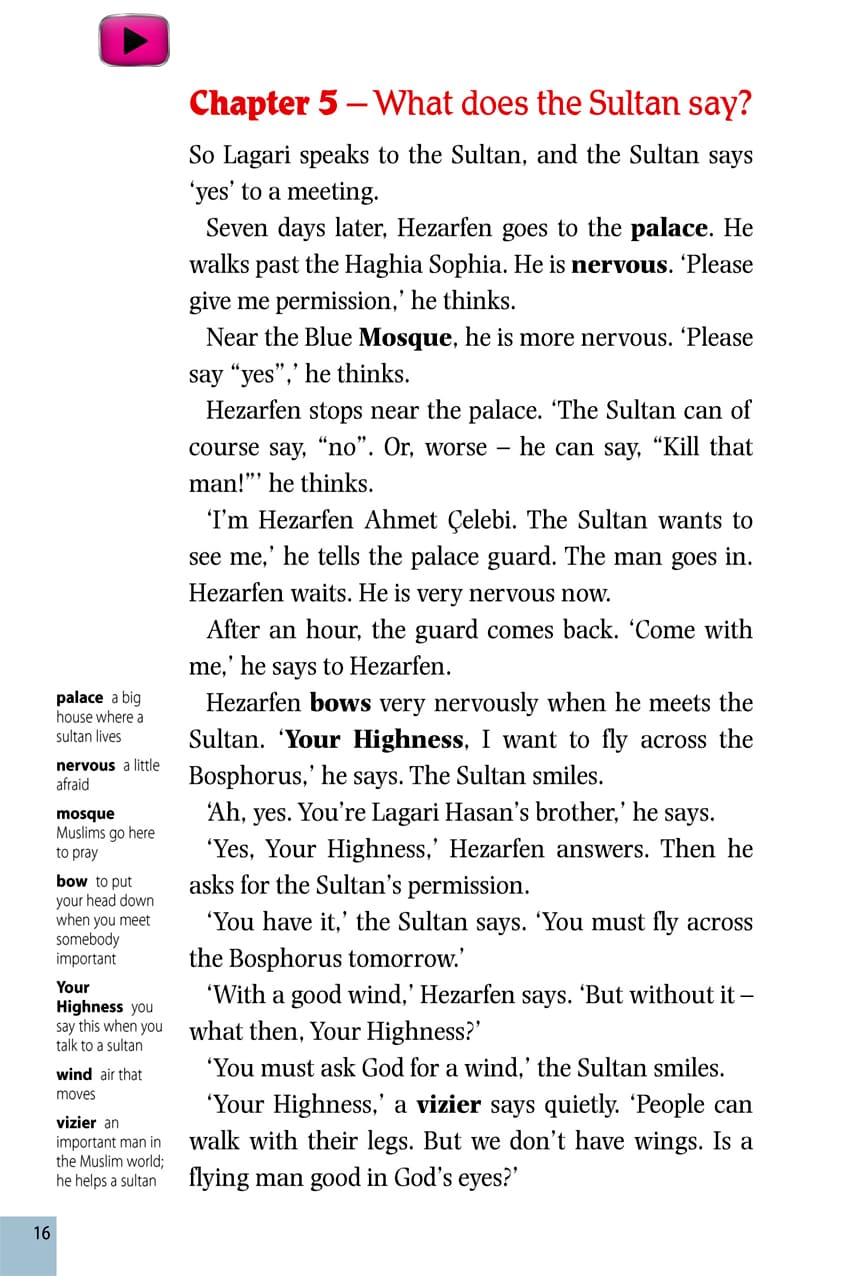 Chapter 5 – What does the Sultan say?
So Lagari speaks to the Sultan, and the Sultan says
‘yes’ to a meeting.
Seven days later, Hezarfen goes to the palace. He
walks past the Haghia Sophia. He is nervous. ‘Please
give me permission,’ he thinks.
Near the Blue Mosque, he is more nervous. ‘Please
say “yes”,’ he thinks.
Hezarfen stops near the palace. ‘The Sultan can of
course say, “no”. Or, worse – he can say, “Kill that
man!”’ he thinks.
‘I’m Hezarfen Ahmet Çelebi. The Sultan wants to
see me,’ he tells the palace guard. The man goes in.
Hezarfen waits. He is very nervous now.
After an hour, the guard comes back. ‘Come with
me,’ he says to Hezarfen.
Hezarfen bows very nervously when he meets the
Sultan. ‘Your Highness, I want to fly across the
Bosphorus,’ he says. The Sultan smiles.
‘Ah, yes. You’re Lagari Hasan’s brother,’ he says.
‘Yes, Your Highness,’ Hezarfen answers. Then he
asks for the Sultan’s permission.
‘You have it,’ the Sultan says. ‘You must fly across
the Bosphorus tomorrow.’
‘With a good wind,’ Hezarfen says. ‘But without it –
what then, Your Highness?’
‘You must ask God for a wind,’ the Sultan smiles.
‘Your Highness,’ a vizier says quietly. ‘People can
walk with their legs. But we don’t have wings. Is a
flying man good in God’s eyes?’
palace a big
house where a
sultan lives
nervous a little
afraid
mosque
Muslims go here
to pray
bow to put
your head down
when you meet
somebody
important
Your
Highness you
say this when you
talk to a sultan
wind air that
moves
vizier an
important man in
the Muslim world;
he helps a sultan
16